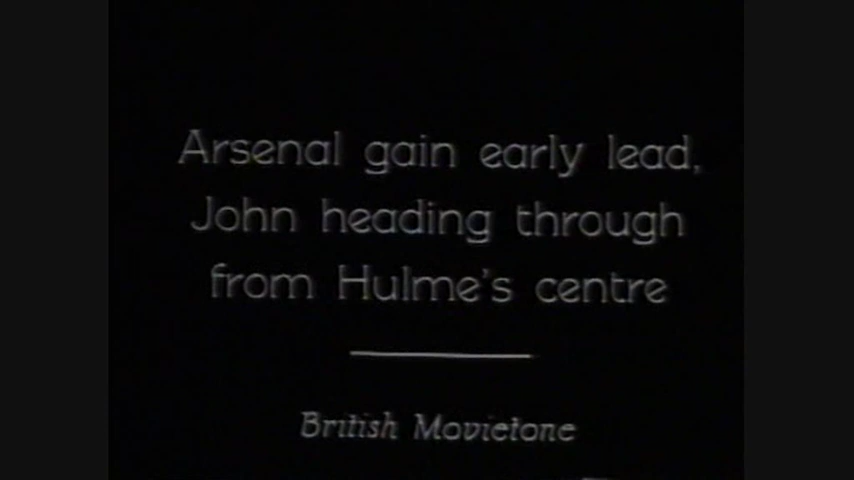 Arsenal gain early lead,
John heading through
from Hulme's centre
British Movietone